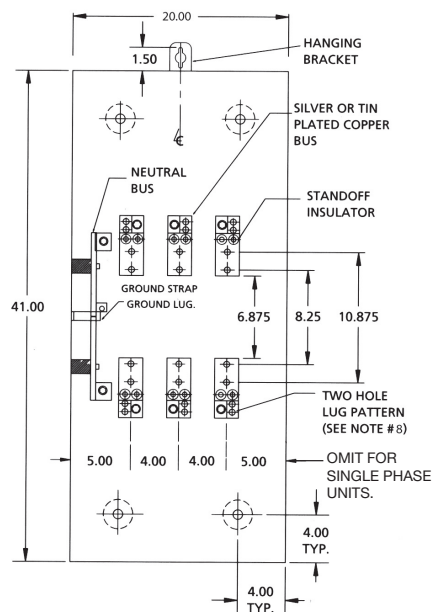 20.00
1.50
HANGING
BRACKET
SILVER OR TIN
PLATED COPPER
BUS
NEUTRAL
BUS
STANDOFF
INSULATOR
GROUND STRAP
GROUND LUG.
41.00
6.875
8.25
10.875
TWO HOLE
LUG PATTERN
(SEE NOTE #8)
5.00
4.00
4.00
5.00
OMIT FOR
SINGLE PHASE
UNITS.
4.00
TYP.
4.00
TYP.